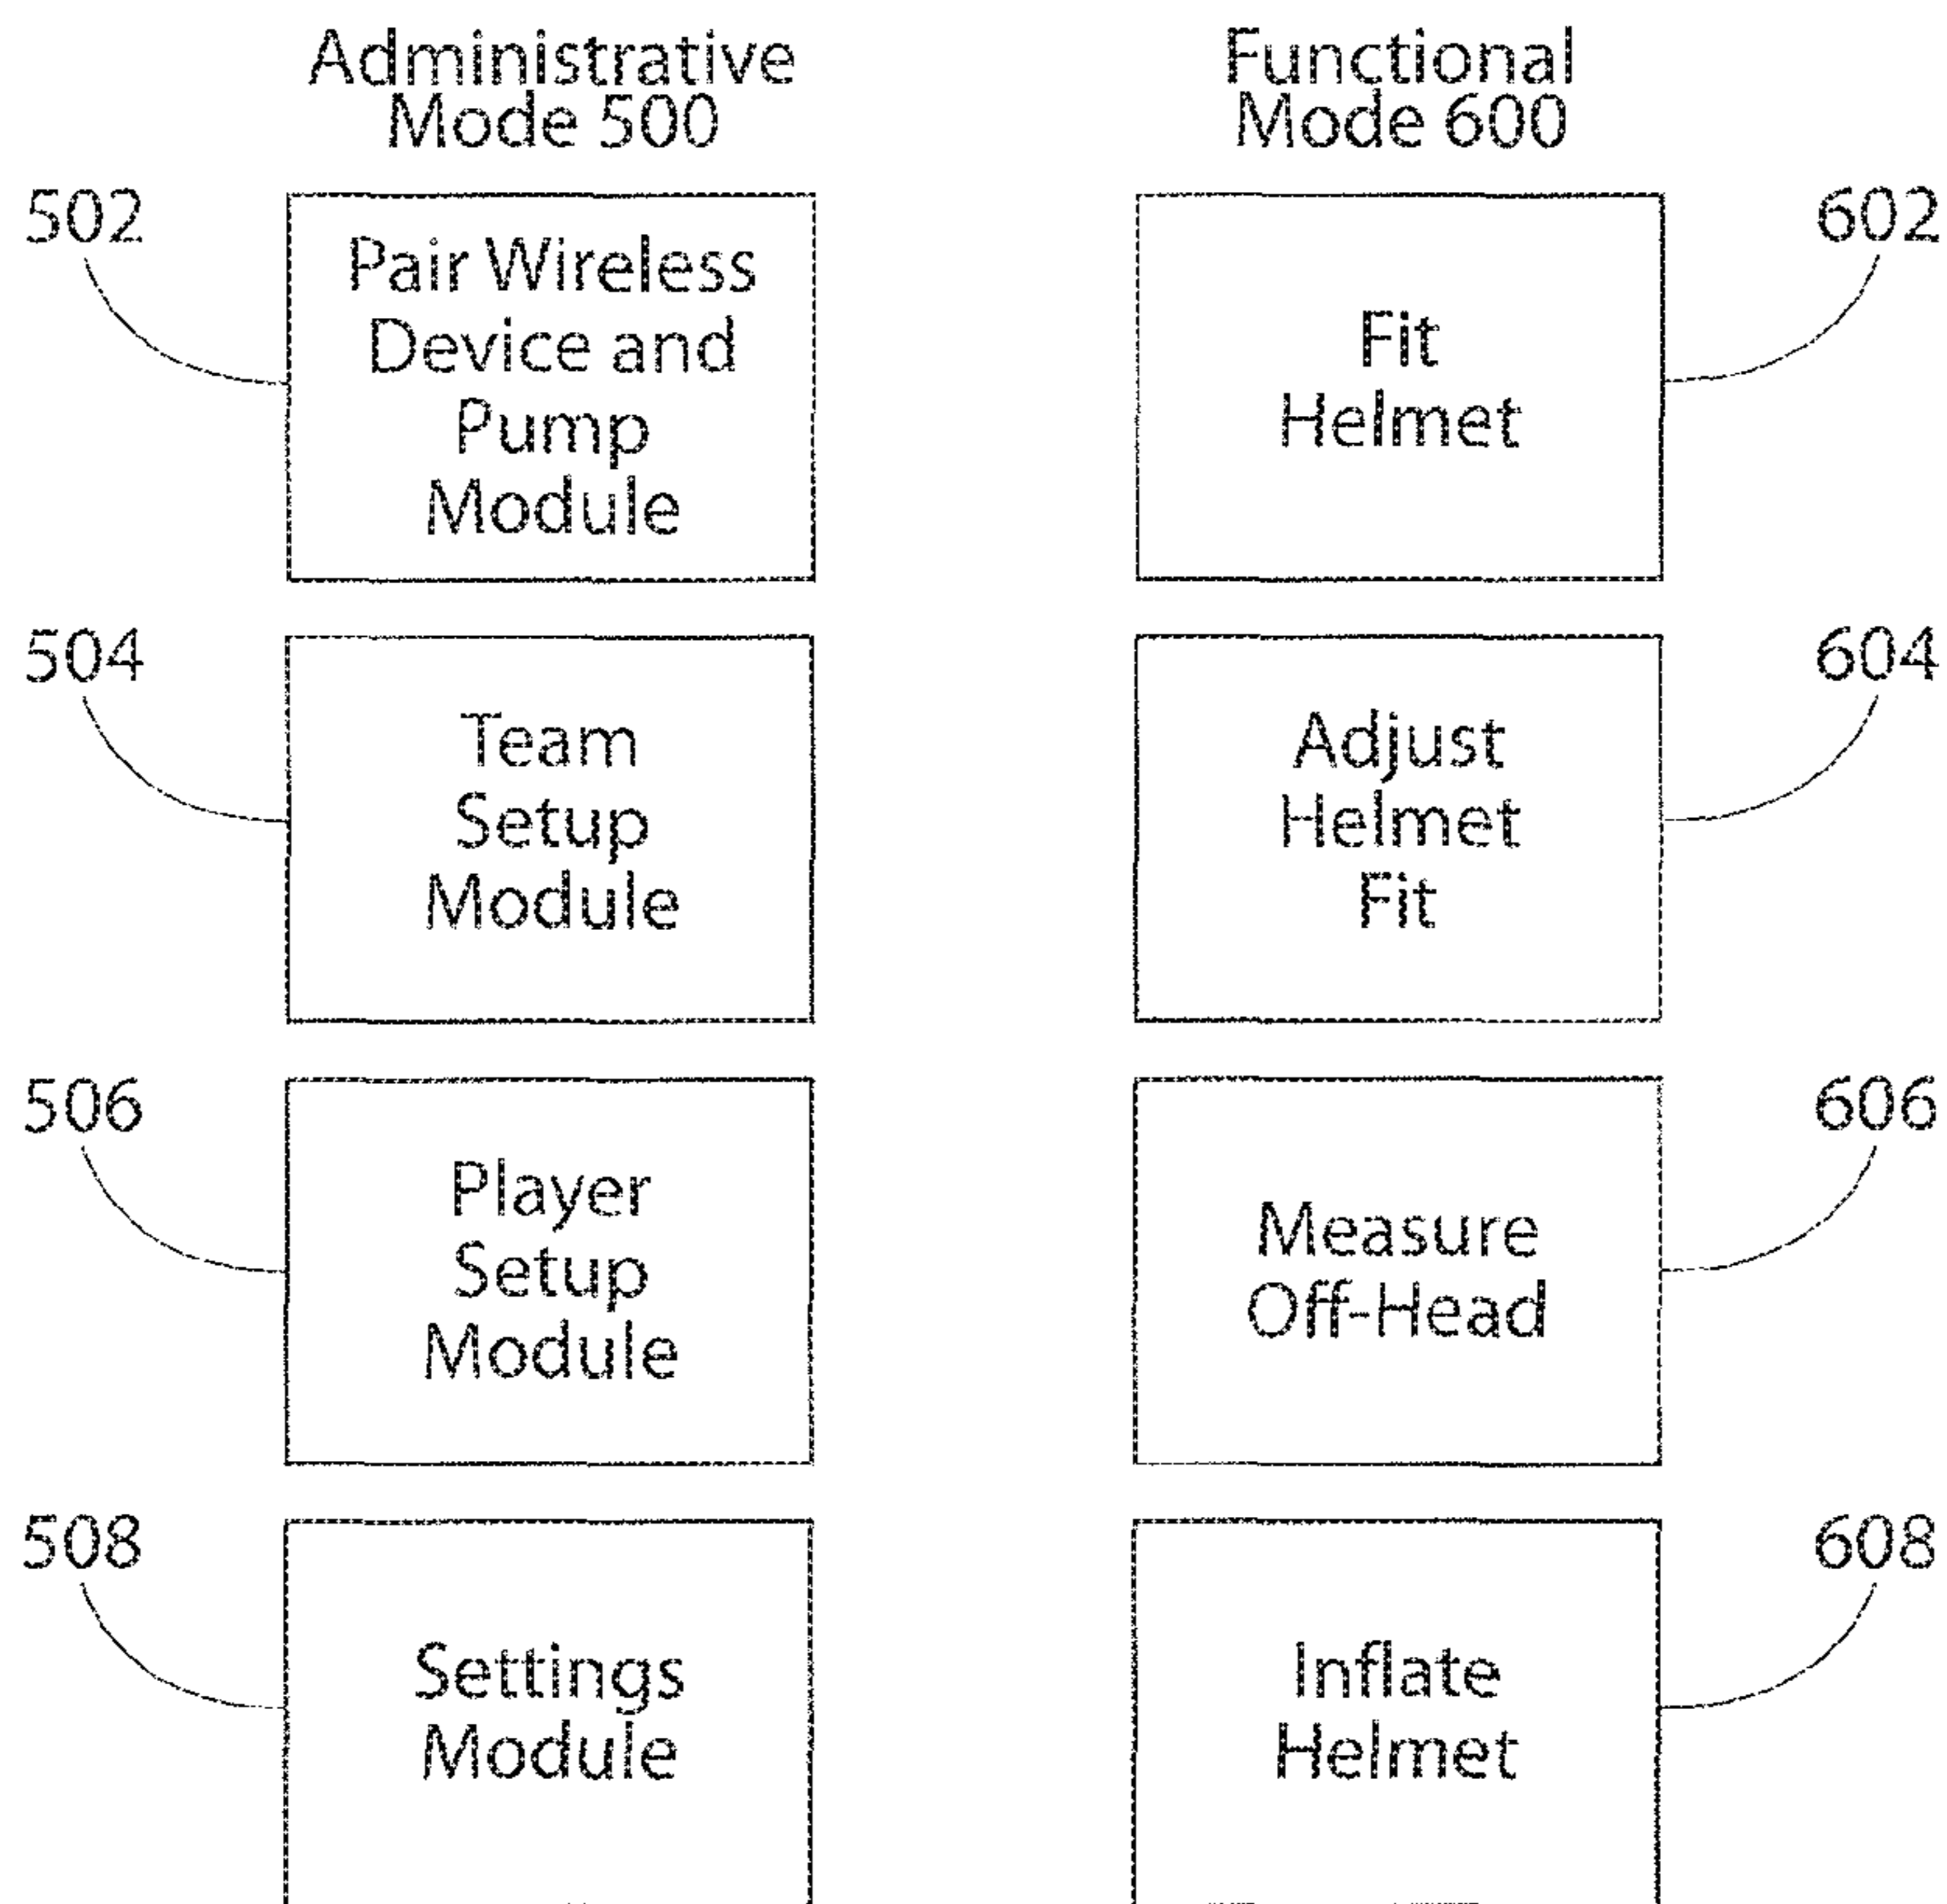 Administrative
Mode 500
Functional
Mode 600
502
Pair Wireless
Device and
Pump
Module
Fit
Helmet
602
504
Team
Setup
Module
Adjust
Helmet
Fit
604
506
Player
Setup
Module
Measure
Off-Head
606
508
Settings
Module
Inflate
Helmet
608